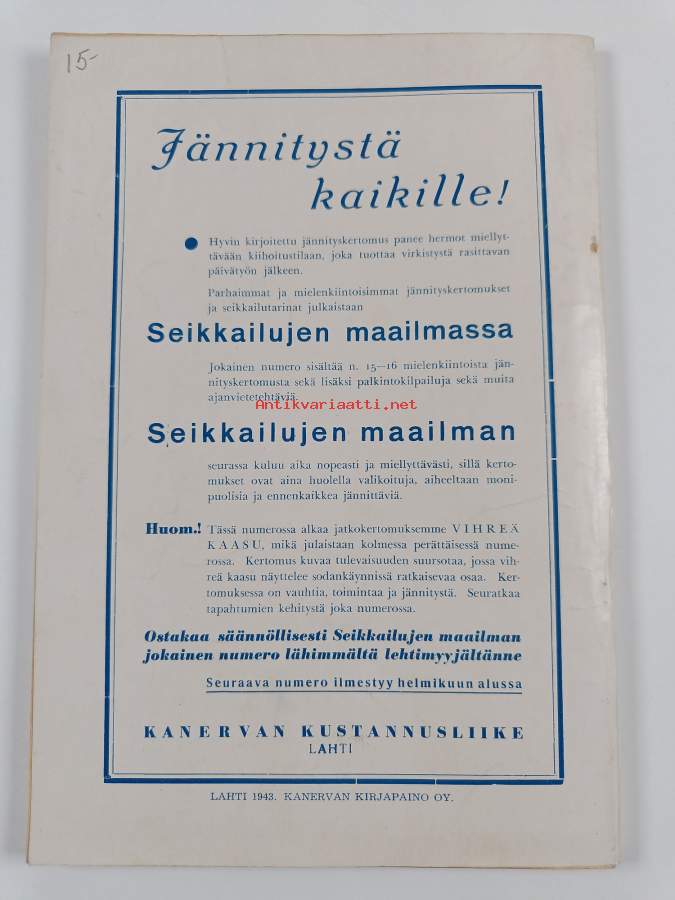 15-
Jännitystä
kaikille!
Hyvin kirjoitettu jännityskertomus panee hermot miellyt-
tävään kiihoitustilaan, joka tuottaa virkistystä rasittavan
päivätyön jälkeen.
Parhaimmat ja mielenkiintoisimmat jännityskertomukset
ja seikkailutarinat julkaistaan
Seikkailujen maailmassa
Jokainen numero sisältää n. 15—16 mielenkiintoista jän-
nityskertomusta sekä lisäksi palkintokilpailuja sekä muita
ajanvietetehtäviä.
Antikvariaatti.net
Seikkailujen maailman
seurassa kuluu aika nopeasti ja miellyttävästi, sillä kerto-
mukset ovat aina huolella valikoituja, aiheeltaan moni-
puolisia ja ennenkaikkea jännittäviä.
Huom.! Tässä numerossa alkaa jatkokertomuksemme VIHREÄ
KAASU, mikä julaistaan kolmessa perättäisessä nume-
rossa. Kertomus kuvaa tulevaisuuden suursotaa, jossa vih-
reä kaasu näyttelee sodankäynnissä ratkaisevaa osaa. Ker-
tomuksessa on vauhtia, toimintaa ja jännitystä. Seuratkaa
tapahtumien kehitystä joka numerossa.
Ostakaa säännöllisesti Seikkailujen maailman
jokainen numero lähimmältä lehtimyyjältänne
Seuraava numero ilmestyy helmikuun alussa
KANERVAN KUSTANNUSLIIKE
LAHTI
LAHTI 1943. KANERVAN KIRJAPAINO OY.